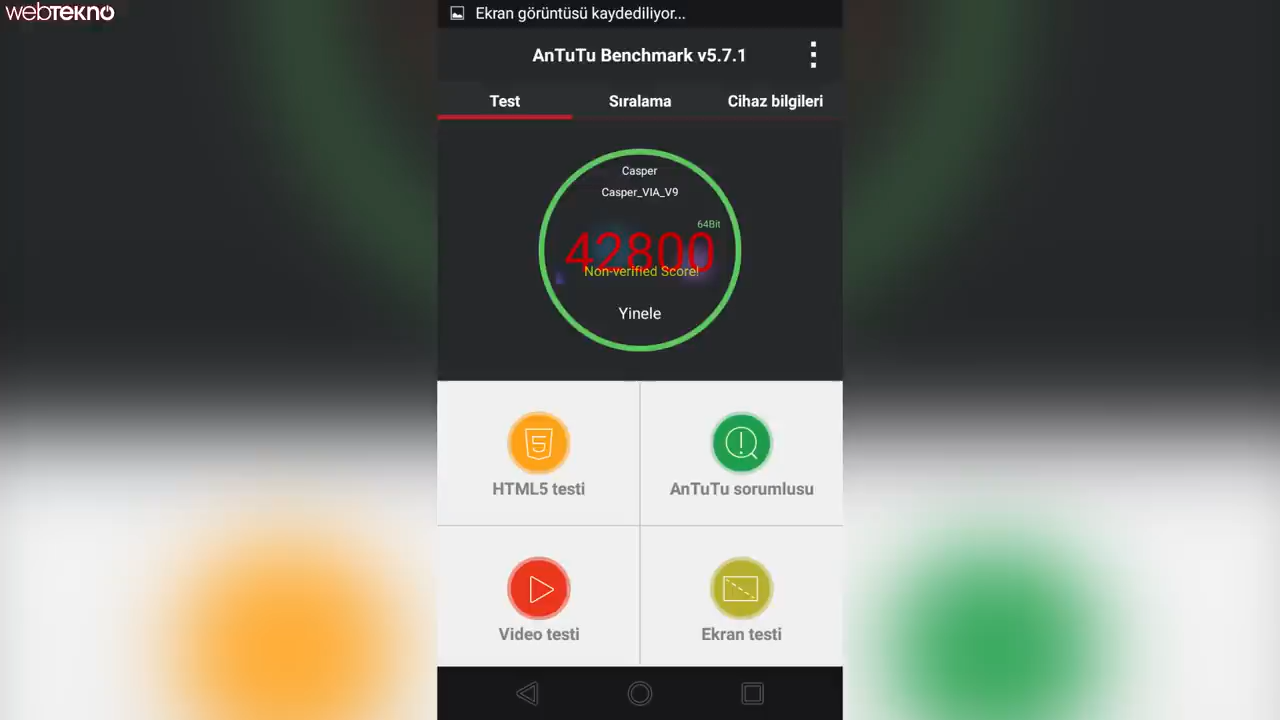 webTEKNO
Ekran görüntüsü kaydediliyor...
AnTuTu Benchmark v5.7.1
Test
Sıralama
Cihaz bilgileri
Casper
Casper_VIA_V9
64Bit
42800
Non-verified Score!
Yinele
HTML5 testi
AnTuTu sorumlusu
Video testi
Ekran testi